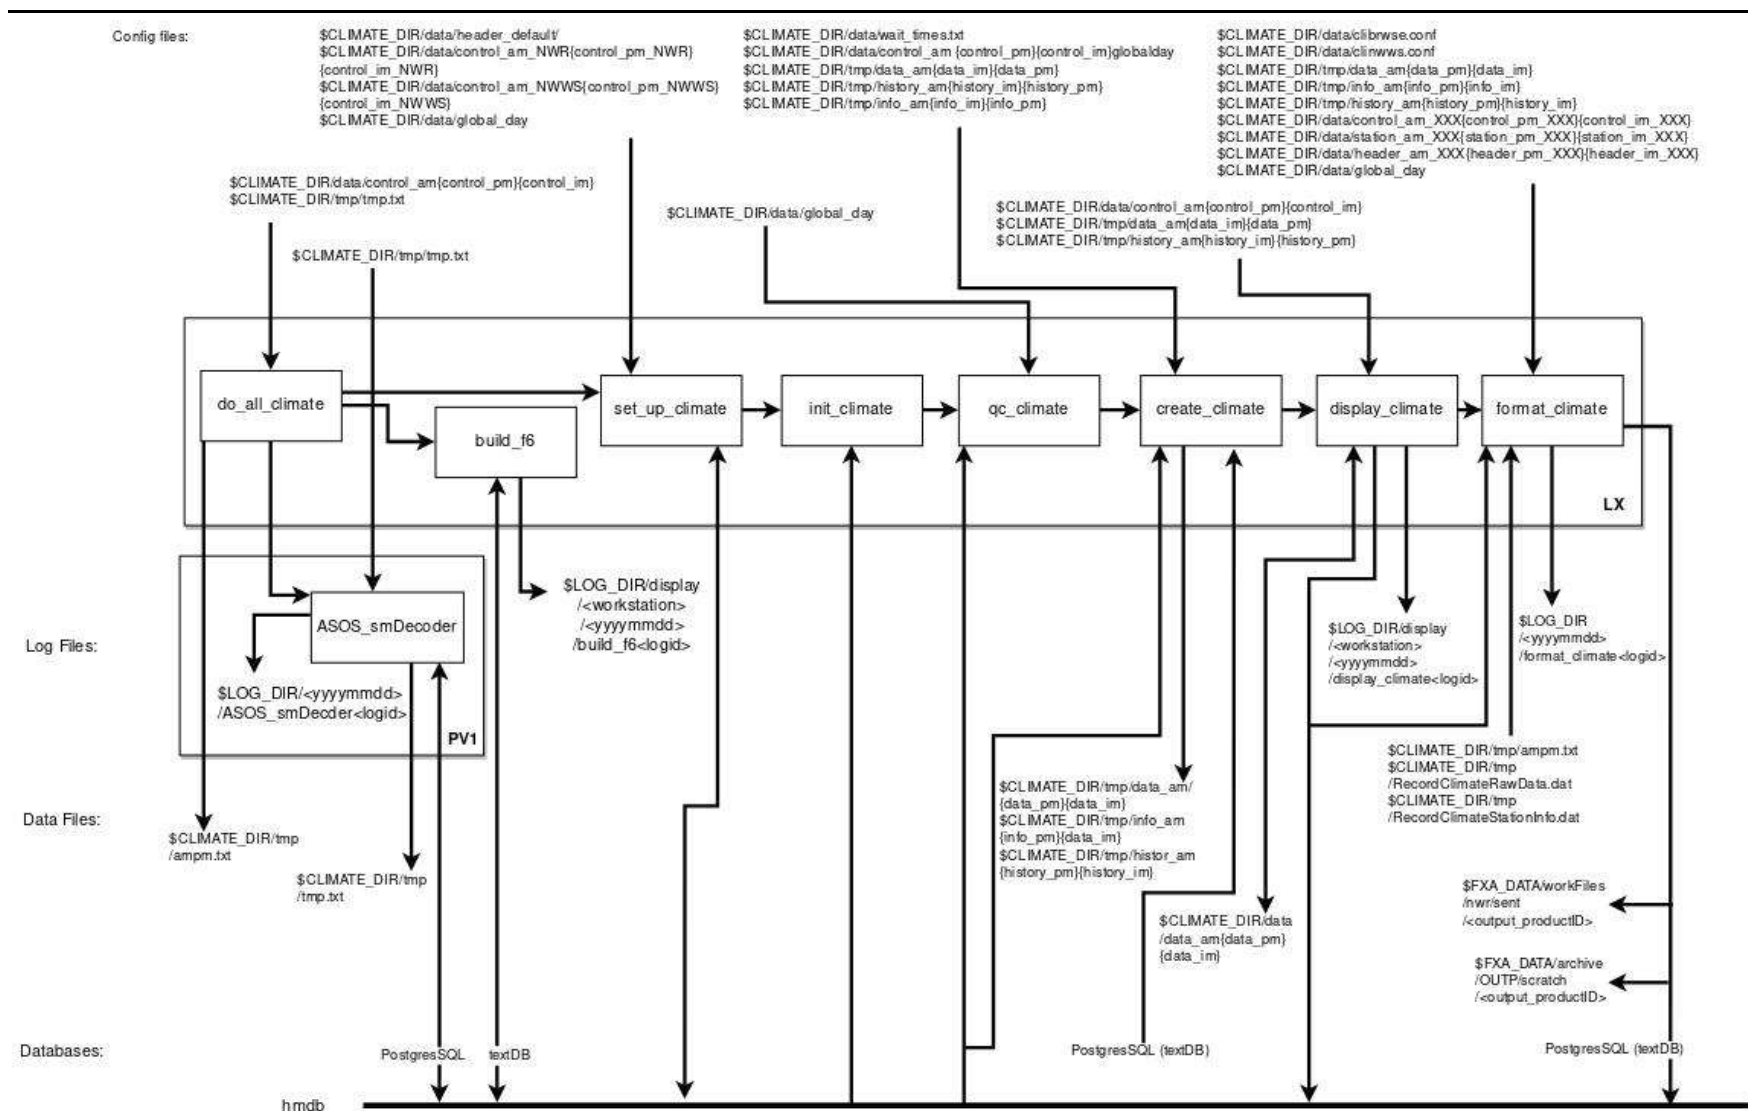 Config files:
$CLIMATE_DIR/data/header_default/
$CLIMATE_DIR/data/control_am_NWR{control_pm_NWR}
{control_im_NWR}
$CLIMATE_DIR/data/control_am_NWWS{control_pm_NWWS}
{control_im_NWWS}
$CLIMATE_DIR/data/global_day
$CLIMATE_DIR/data/wait_times.txt
$CLIMATE_DIR/data/control_am {control_pm}{control_im}globalday
$CLIMATE_DIR/tmp/data_am{data_im}{data_pm}
$CLIMATE_DIR/tmp/history_am{history_im}{history_pm}
$CLIMATE_DIR/tmp/info_am{info_im}{info_pm}
$CLIMATE_DIR/data/clibrwse.conf
$CLIMATE_DIR/data/clinwws.conf
$CLIMATE_DIR/tmp/data_am{data_pm}{data_im}
$CLIMATE_DIR/tmp/info_am{info_pm}{info_im}
$CLIMATE_DIR/tmp/history_am{history_pm}{history_im}
$CLIMATE_DIR/data/control_am_XXX{control_pm_XXX}{control_im_XXX}
$CLIMATE_DIR/data/station_am_XXX{station_pm_XXX}{station_im_XXX}
$CLIMATE_DIR/data/header_am_XXX{header_pm_XXX}{header_im_XXX}
$CLIMATE_DIR/data/global_day
$CLIMATE_DIR/data/control_am{control_pm}{control_im}
$CLIMATE_DIR/tmp/tmp.txt
$CLIMATE_DIR/tmp/tmp.txt
$CLIMATE_DIR/data/global_day
$CLIMATE_DIR/data/control_am{control_pm}{control_im}
$CLIMATE_DIR/tmp/data_am{data_im}{data_pm}
$CLIMATE_DIR/tmp/history_am{history_im}{history_pm}
do_all_climate
build_f6
set_up_climate
init_climate
qc_climate
create_climate
display_climate
format_climate
LX
Log Files:
ASOS_smDecoder
$LOG_DIR/<yyyymmdd>
/ASOS_smDecder<logid>
PV1
$LOG_DIR/display
/<workstation>
/<yyyymmdd>
/build_f6<logid>
$LOG_DIR/display
/<workstation>
/<yyyymmdd>
/display_climate<logid>
$LOG_DIR
/<yyyymmdd>
/format_climate<logid>
Data Files:
$CLIMATE_DIR/tmp
/ampm.txt
$CLIMATE_DIR/tmp
/tmp.txt
$CLIMATE_DIR/tmp/data_am/
{data_pm}{data_im}
$CLIMATE_DIR/tmp/info_am
{info_pm}{data_im}
$CLIMATE_DIR/tmp/histor_am
{history_pm}{history_im}
$CLIMATE_DIR/data
/data_am{data_pm}
{data_im}
$CLIMATE_DIR/tmp/ampm.txt
$CLIMATE_DIR/tmp
/RecordClimateRawData.dat
$CLIMATE_DIR/tmp
/RecordClimateStationInfo.dat
$FXA_DATA/workFiles
/nwr/sent
/<output_productID>
$FXA_DATA/archive
/OUTP/scratch
/<output_productID>
Databases:
PostgresSQL
textDB
PostgresSQL (textDB)
PostgresSQL (textDB)
hmdb